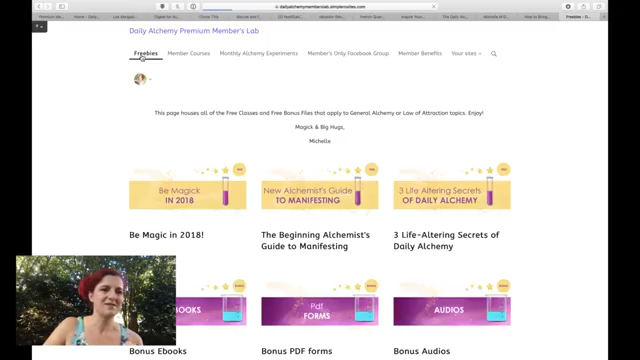 dailyalchemymemberslab.simplerosites.com
Daily Alchemy Premium Member's Lab
Freebies Member Courses Monthly Alchemy Experiments Member's Only Facebook Group Member Benefits Your sites
This page houses all of the Free Classes and Free Bonus Files that apply to General Alchemy or Law of Attraction topics. Enjoy!
Magick & Big Hugs,
Michelle
Be Magick
IN 2018
New Alchemist's Guide
TO MANIFESTING
3 Life Altering Secrets
OF DAILY ALCHEMY
Be Magic in 2018!
The Beginning Alchemist's
Guide to Manifesting
3 Life-Altering Secrets of
Daily Alchemy
Pdf
FORMS
AUDIOS
Bonus Ebooks
Bonus PDF forms
Bonus Audios